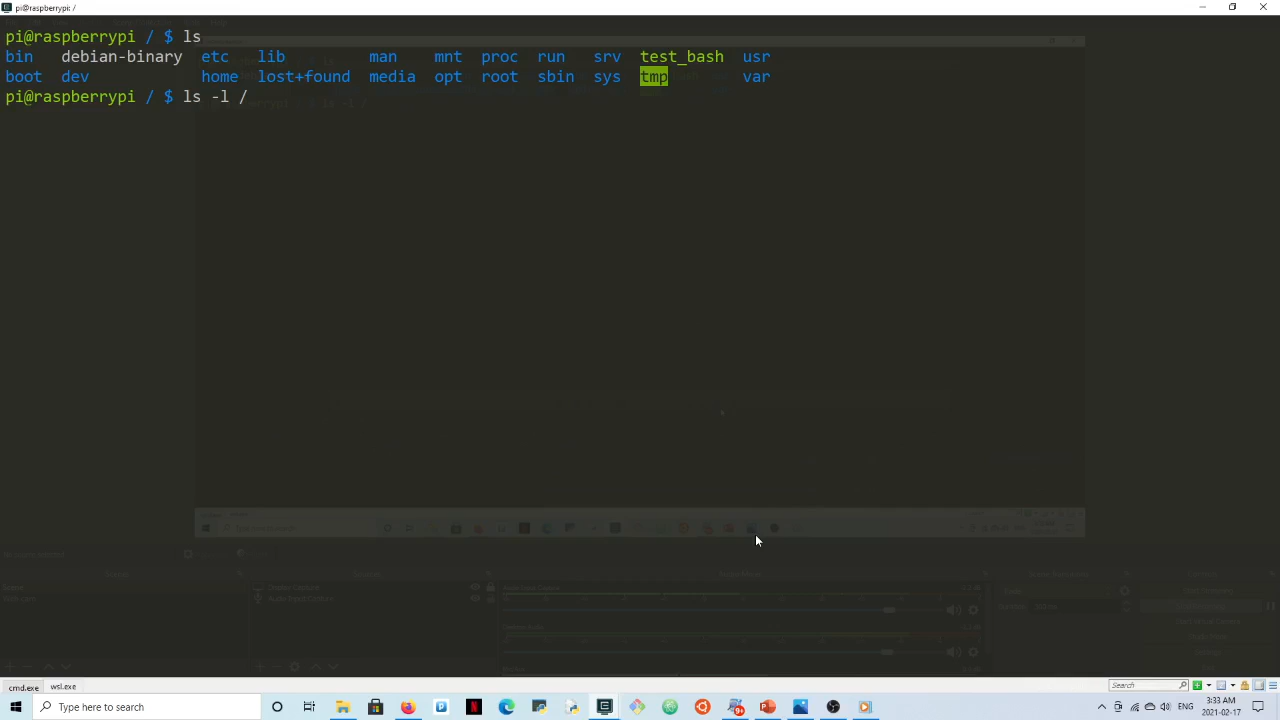 pi@raspberrypi: /
pi@raspberrypi / $ ls
bin debian-binary etc lib man mnt proc run srv test_bash usr
boot dev home lost+found media opt root sbin sys tmp var
pi@raspberrypi / $ ls -l /
cmd.exe wsl.exe
Search
Type here to search
ENG
3:33 AM
2021-02-17